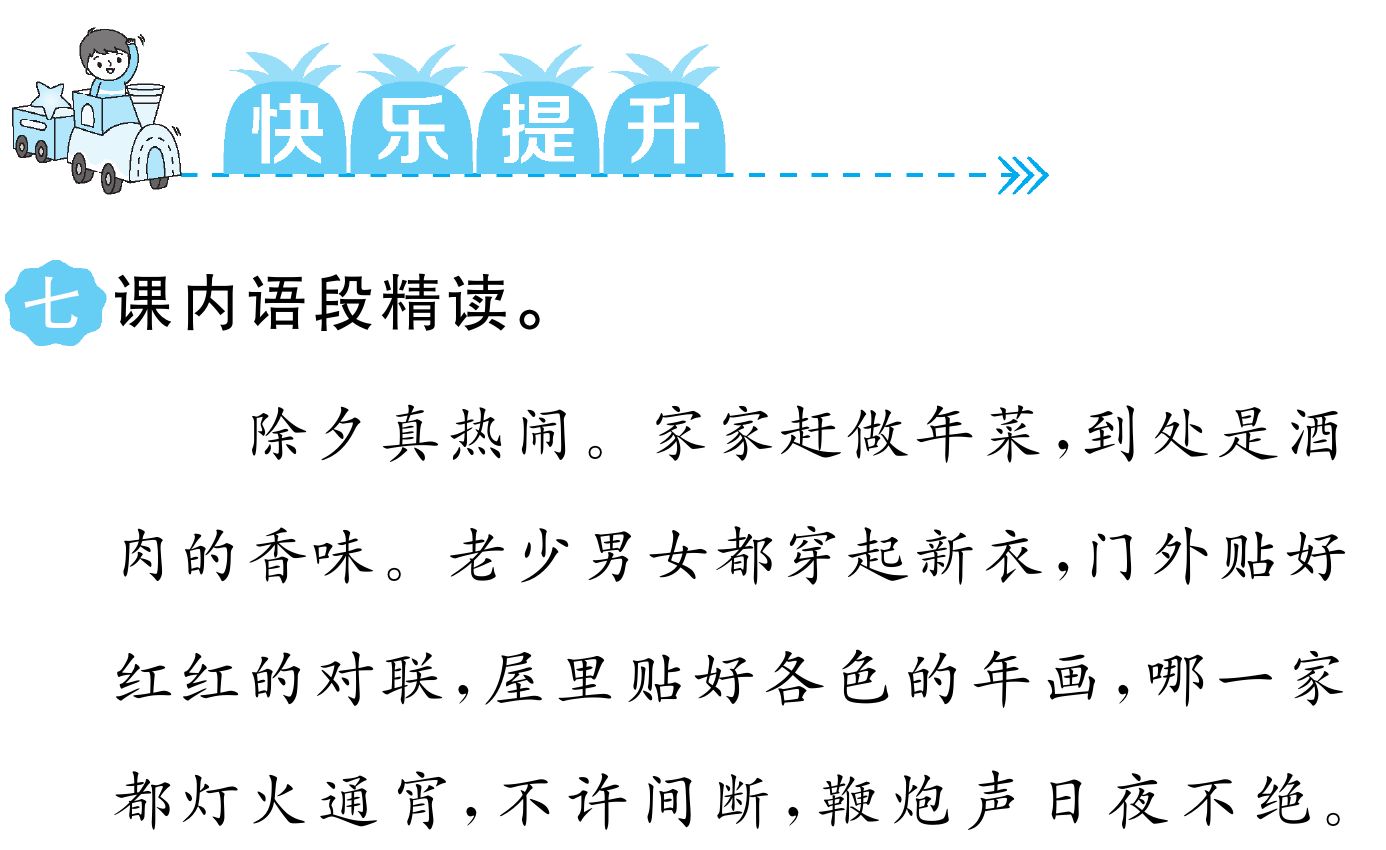 快乐提升
七 课内语段精读。
除夕真热闹。家家赶做年菜,到处是酒
肉的香味。老少男女都穿起新衣,门外贴好
红红的对联,屋里贴好各色的年画,哪一家
都灯火通宵,不许间断,鞭炮声日夜不绝。